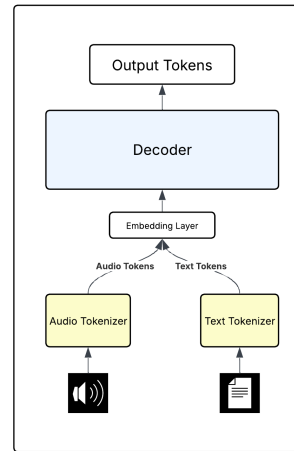 Output Tokens
Decoder
Embedding Layer
Audio Tokens
Text Tokens
Audio Tokenizer
Text Tokenizer